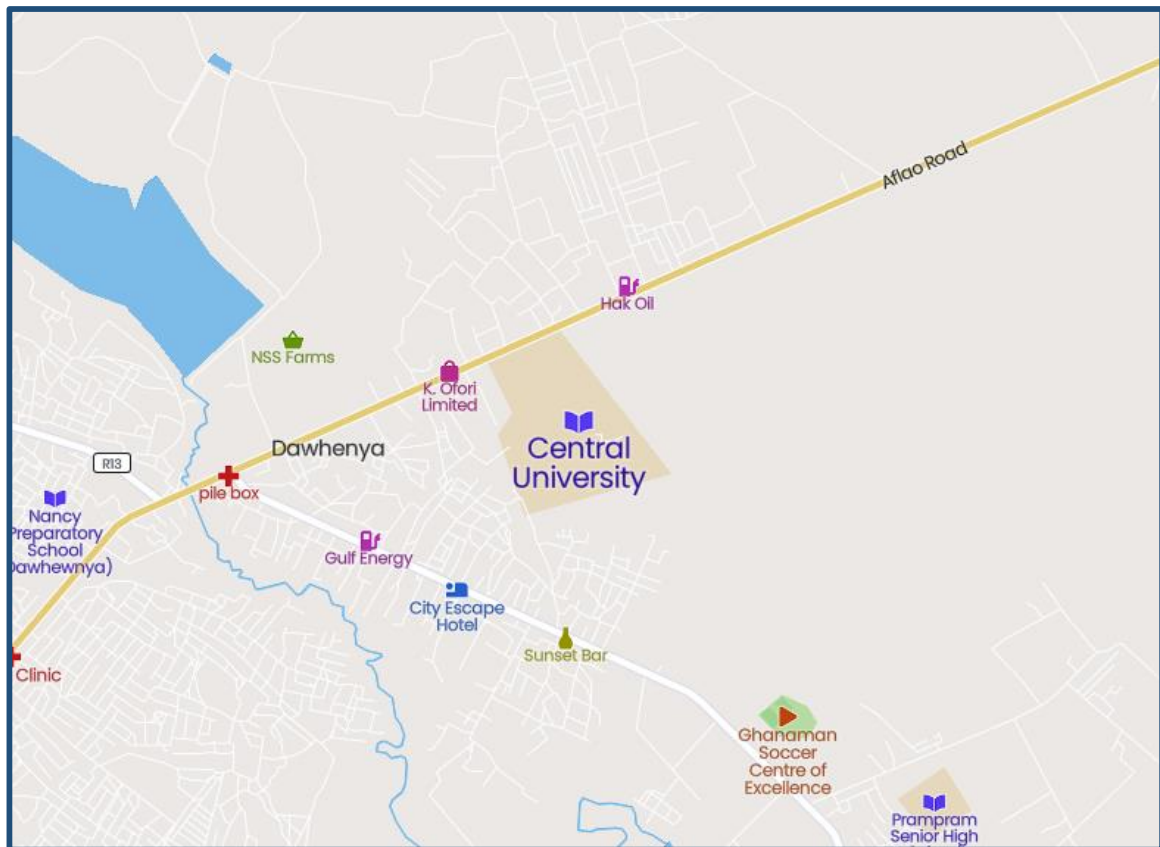 Aflao Road
Hak Oil
NSS Farms
K. Ofori
Limited
Central
University
Dawhenya
R13
pile box
Nancy
Preparatory
School
Dawhewnya)
Gulf Energy
City Escape
Hotel
Sunset Bar
Clinic
Ghanaman
Soccer
Centre of
Excellence
Prampram
Senior High